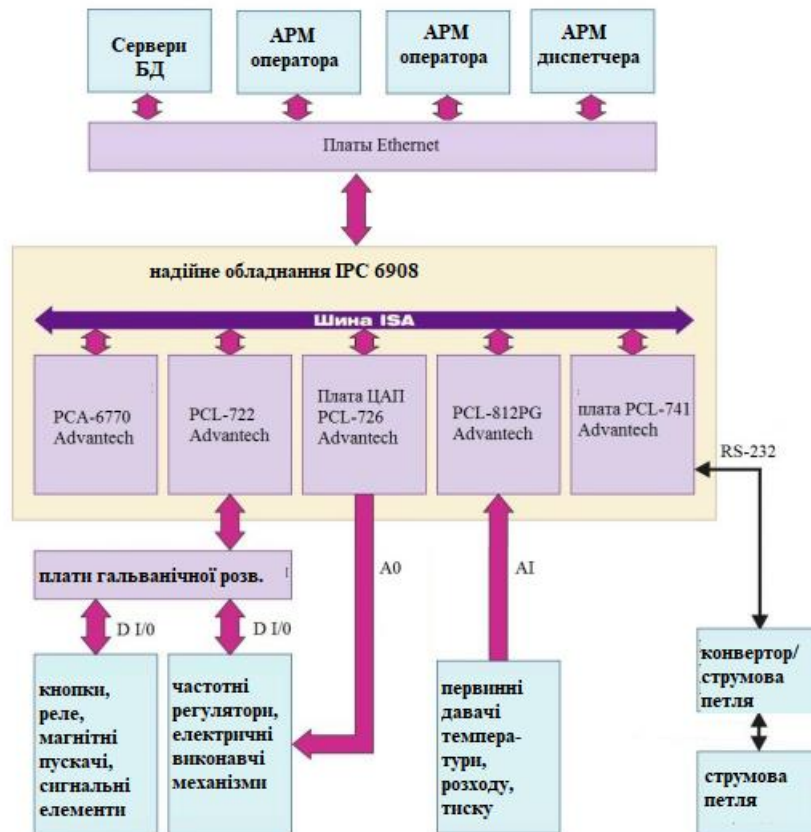 Сервери
БД
АРМ
оператора
АРМ
оператора
АРМ
диспетчера
Платы Ethernet
надійне обладнання IPC 6908
Шина ISA
PCA-6770
Advantech
PCL-722
Advantech
Плата ЦАП
PCL-726
Advantech
PCL-812PG
Advantech
плата PCL-741
Advantech
RS-232
плати гальванічної розв.
A0
AI
D I/0
D I/0
кнопки,
реле,
магнітні
пускачі,
сигнальні
елементи
частотні
регулятори,
електричні
виконавчі
механізми
первинні
давачі
темпера-
тури,
розходу,
тиску
конвертор/
струмова
петля
струмова
петля